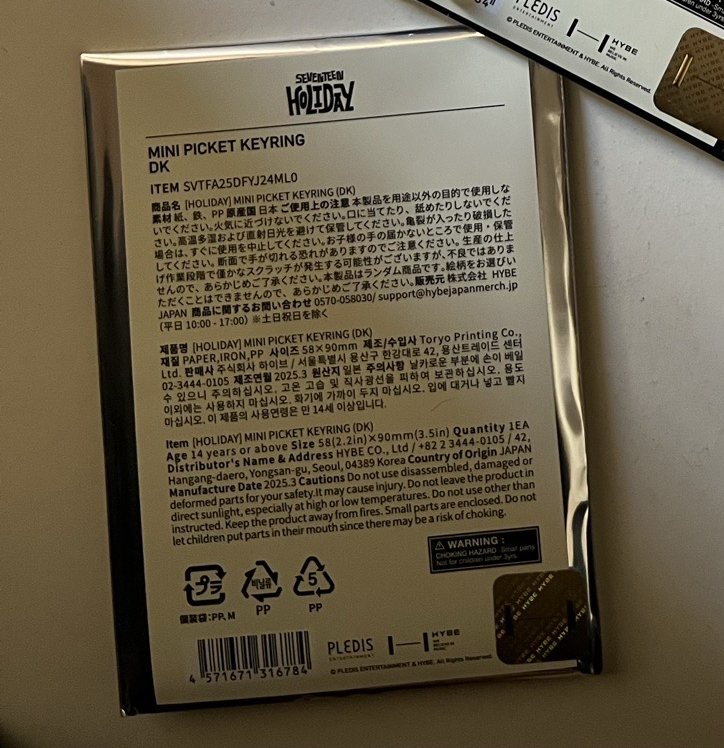 SEVENTEEN
HOLIDAY
MINI PICKET KEYRING
DK
ITEM SVTFA25DFYJ24ML0
商品名 [HOLIDAY] MINI PICKET KEYRING (DK)
素材 紙、鉄、PP 原産国 日本 ご使用上の注意 本製品を用途以外の目的で使用しな
いでください。火気に近づけないでください。口に当てたり、舐めたりしないでくだ
さい。高温多湿および直射日光を避けて保管してください。亀裂が入ったり破損した
場合は、すぐに使用を中止してください。お子様の手の届かないところで使用・保管
してください。断面で手が切れる恐れがありますのでご注意ください。生産の仕上
げ作業段階で僅かなスクラッチが発生する可能性がございますが、不良ではありま
せんので、あらかじめご了承ください。本製品はランダム商品です。絵柄をお選びい
ただくことはできませんので、あらかじめご了承ください。販売元 株式会社 HYBE
JAPAN 商品に関するお問い合わせ 0570-058030/ support@hybejapanmerch.jp
(平日 10:00 - 17:00) ※土日祝日を除く
제품명 [HOLIDAY] MINI PICKET KEYRING (DK)
재질 PAPER,IRON,PP 사이즈 58×90mm 제조/수입사 Toryo Printing Co.,
Ltd. 판매사 주식회사 하이브 / 서울특별시 용산구 한강대로 42, 용산트레이드 센터
02-3444-0105 제조연월 2025.3 원산지 일본 주의사항 날카로운 부분에 손이 베일
수 있으니 주의하십시오. 고온 고습 및 직사광선을 피하여 보관하십시오. 용도
이외에는 사용하지 마십시오. 화기에 가까이 두지 마십시오. 입에 대거나 넣고 빨지
마십시오. 이 제품의 사용연령은 만 14세 이상입니다.
Item [HOLIDAY] MINI PICKET KEYRING (DK)
Age 14 years or above Size 58(2.2in)×90mm(3.5in) Quantity 1EA
Distributor's Name & Address HYBE CO., Ltd / +82 2 3444-0105 / 42,
Hangang-daero, Yongsan-gu, Seoul, 04389 Korea Country of Origin JAPAN
Manufacture Date 2025.3 Cautions Do not use disassembled, damaged or
deformed parts for your safety.It may cause injury. Do not leave the product in
direct sunlight, especially at high or low temperatures. Do not use other than
instructed. Keep the product away from fires. Small parts are enclosed. Do not
let children put parts in their mouth since there may be a risk of choking.
WARNING :
CHOKING HAZARD Small parts
Not for children under 3yrs.
プラ
個装袋:PP, M
비닐류
PP
5
PP
4 571671 316784
PLEDIS
ENTERTAINMENT
HYBE
© PLEDIS ENTERTAINMENT & HYBE. All Rights Reserved.
PLEDIS
ENTERTAINMENT
HYBE
© PLEDIS ENTERTAINMENT & HYBE. All Rights Reserved.